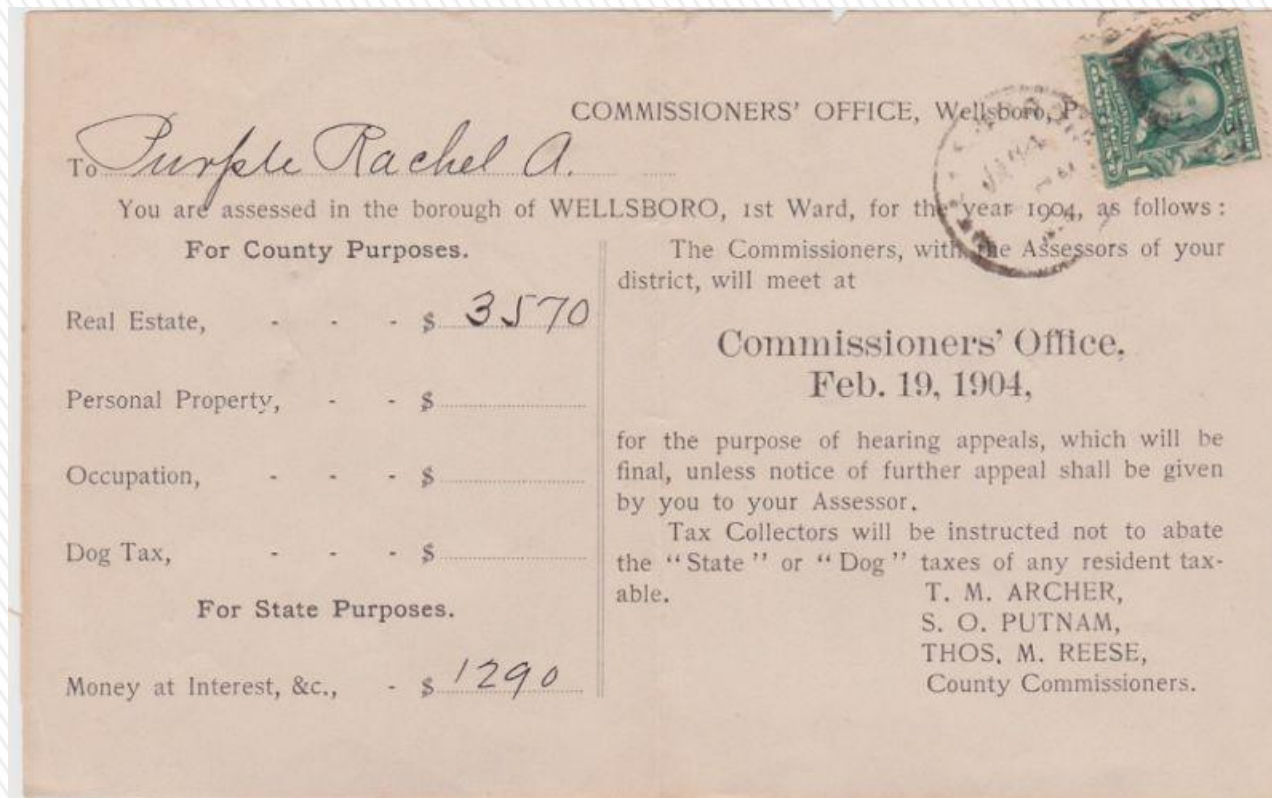 COMMISSIONERS' OFFICE, Wellsboro, P
To Purple Rachel A.
You are assessed in the borough of WELLSBORO, 1st Ward, for the year 1904, as follows:
For County Purposes.
Real Estate, - - - $ 3570
Personal Property, - - $
Occupation, - - - $
Dog Tax, - - - $
For State Purposes.
Money at Interest, &c., - $ 1290
The Commissioners, with the Assessors of your
district, will meet at
Commissioners' Office,
Feb. 19, 1904,
for the purpose of hearing appeals, which will be
final, unless notice of further appeal shall be given
by you to your Assessor.
Tax Collectors will be instructed not to abate
the "State" or "Dog" taxes of any resident tax-
able.
T. M. ARCHER,
S. O. PUTNAM,
THOS. M. REESE,
County Commissioners.
1